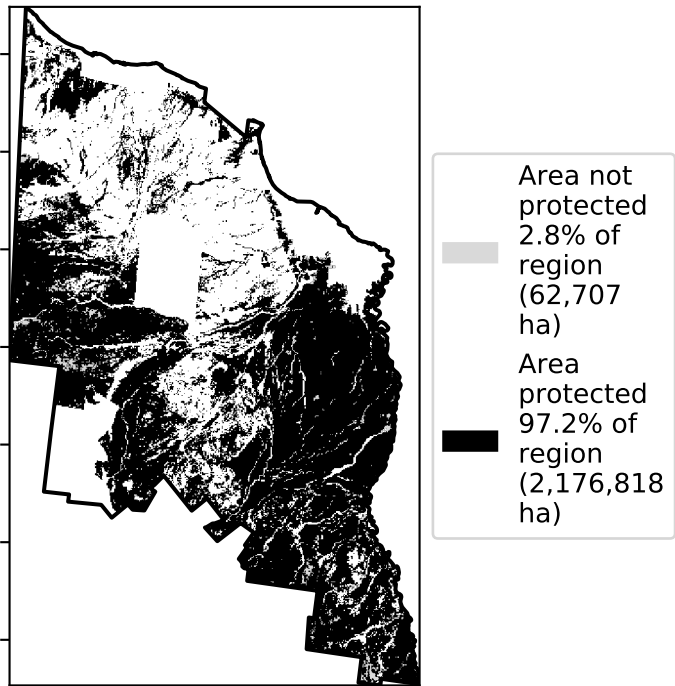 Area not
protected
2.8% of
region
(62,707
ha)
Area
protected
97.2% of
region
(2,176,818
ha)